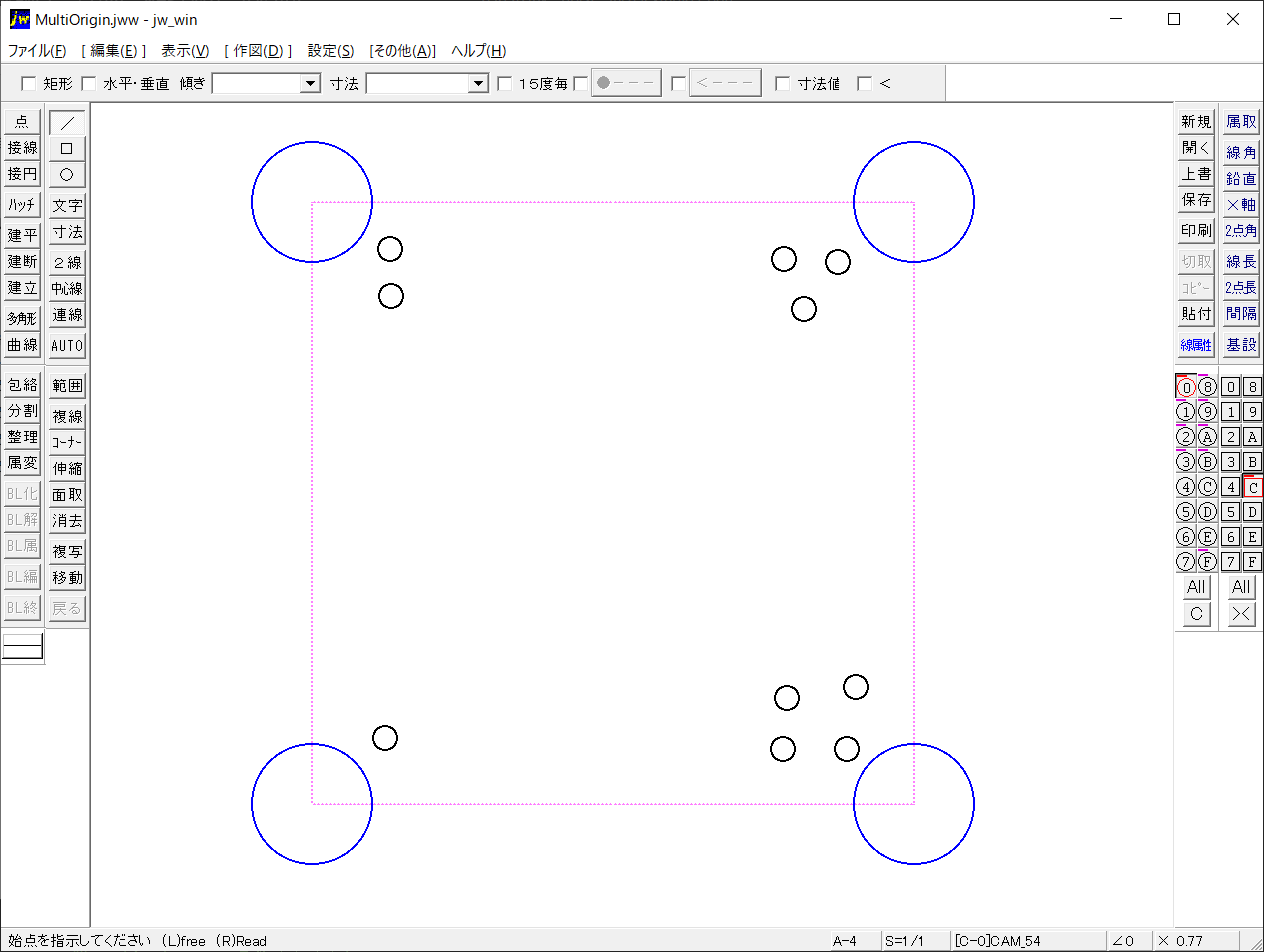 jw MultiOrigin.jww - jw_win
ファイル(F) [ 編集(E) ] 表示(V) [ 作図(D) ] 設定(S) [その他(A)] ヘルプ(H)
矩形 水平・垂直 傾き 寸法 15度毎 ●--- <--- 寸法値 <
点 ／
接線 □
接円 ○
ハッチ 文字
建平 寸法
建断 2線
建立 中心線
多角形 連線
曲線 AUTO
包絡 範囲
分割 複線
整理 コーナー
属変 伸縮
BL化 面取
BL解 消去
BL属 複写
BL編 移動
BL終 戻る
新規 属取
開く 線角
上書 鉛直
保存 ×軸
印刷 2点角
切取 線長
コピー 2点長
貼付 間隔
線属性 基設
0 8 0 8
1 9 1 9
2 A 2 A
3 B 3 B
4 C 4 C
5 D 5 D
6 E 6 E
7 F 7 F
All All
C ×
始点を指示してください (L)free (R)Read A-4 S=1/1 [C-0]CAM_54 ∠0 × 0.77